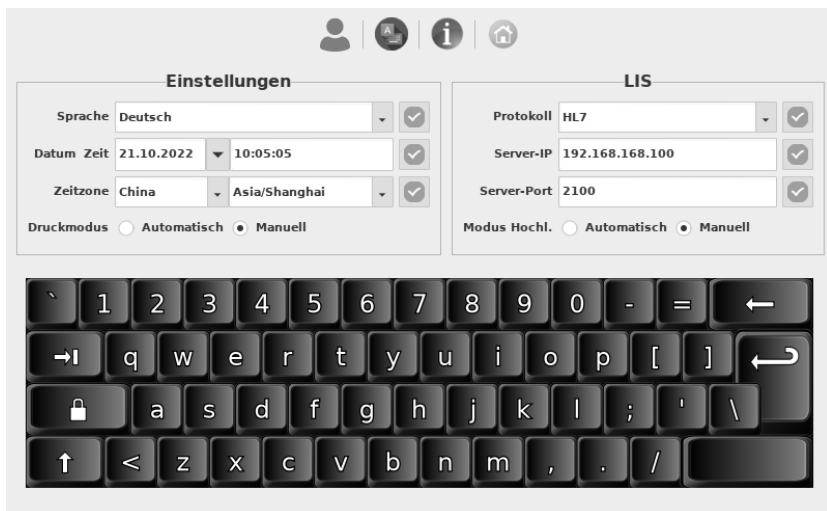 Einstellungen
Sprache Deutsch
Datum Zeit 21.10.2022 10:05:05
Zeitzone China Asia/Shanghai
Druckmodus Automatisch Manuell
LIS
Protokoll HL7
Server-IP 192.168.168.100
Server-Port 2100
Modus Hochl. Automatisch Manuell
` 1 2 3 4 5 6 7 8 9 0 - =
q w e r t y u i o p [ ]
a s d f g h j k l ; ' \
< z x c v b n m , . /